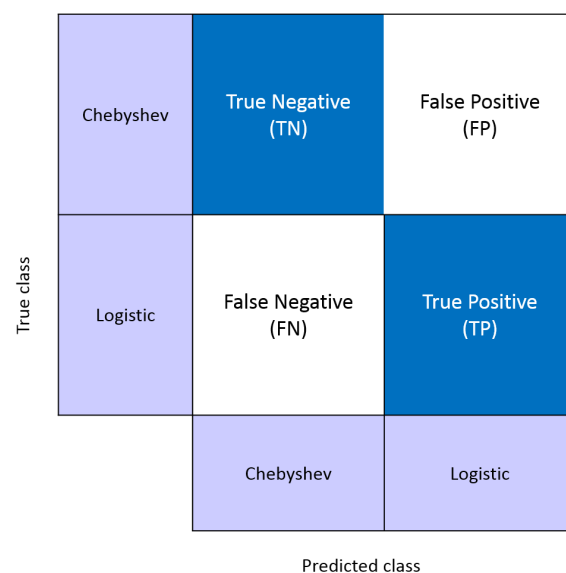 Chebyshev
True Negative
(TN)
False Positive
(FP)
True class
Logistic
False Negative
(FN)
True Positive
(TP)
Chebyshev
Logistic
Predicted class